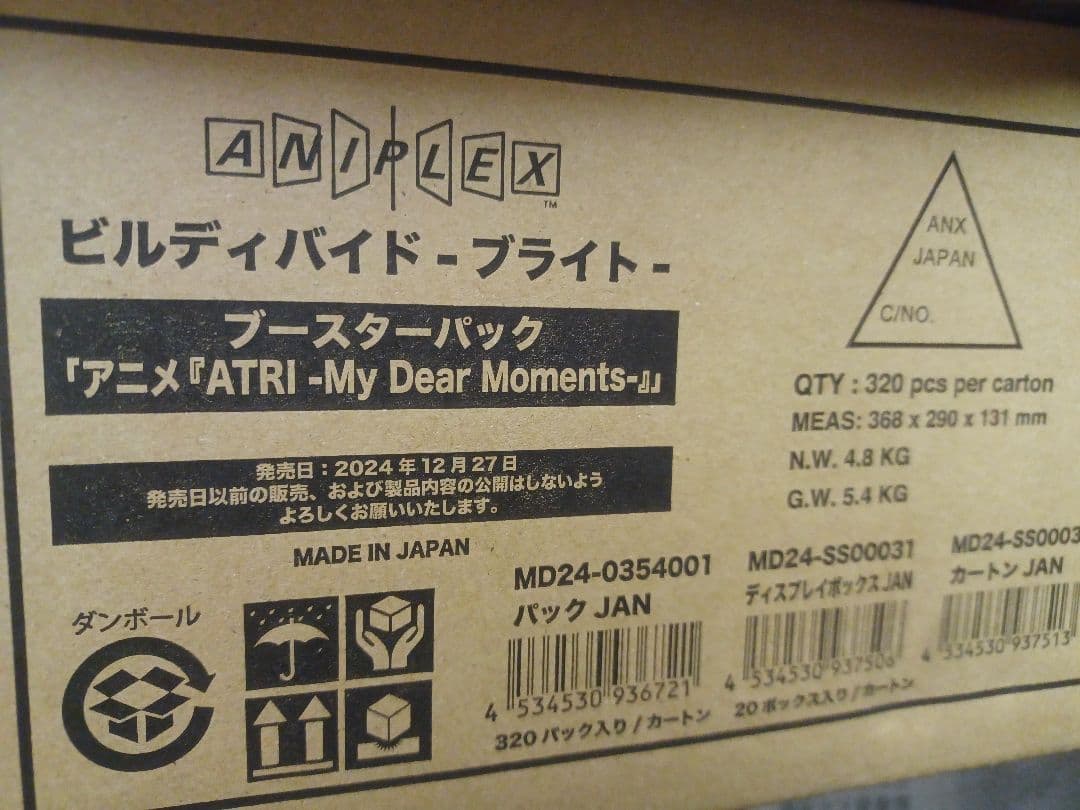 ANIPLEX™
ビルディバイド -ブライト-
ブースターパック
「アニメ『ATRI -My Dear Moments-』」
発売日：2024年12月27日
発売日以前の販売、および製品内容の公開はしないよう
よろしくお願いいたします。
MADE IN JAPAN
ダンボール
ANX
JAPAN
C/NO.
QTY : 320 pcs per carton
MEAS: 368 x 290 x 131 mm
N.W. 4.8 KG
G.W. 5.4 KG
MD24-0354001
パック JAN
4 534530 936721
320 パック入り / カートン
MD24-SS00031
ディスプレイボックス JAN
4 534530 937506
20 ボックス入り / カートン
MD24-SS0003
カートン JAN
4 534530 937513